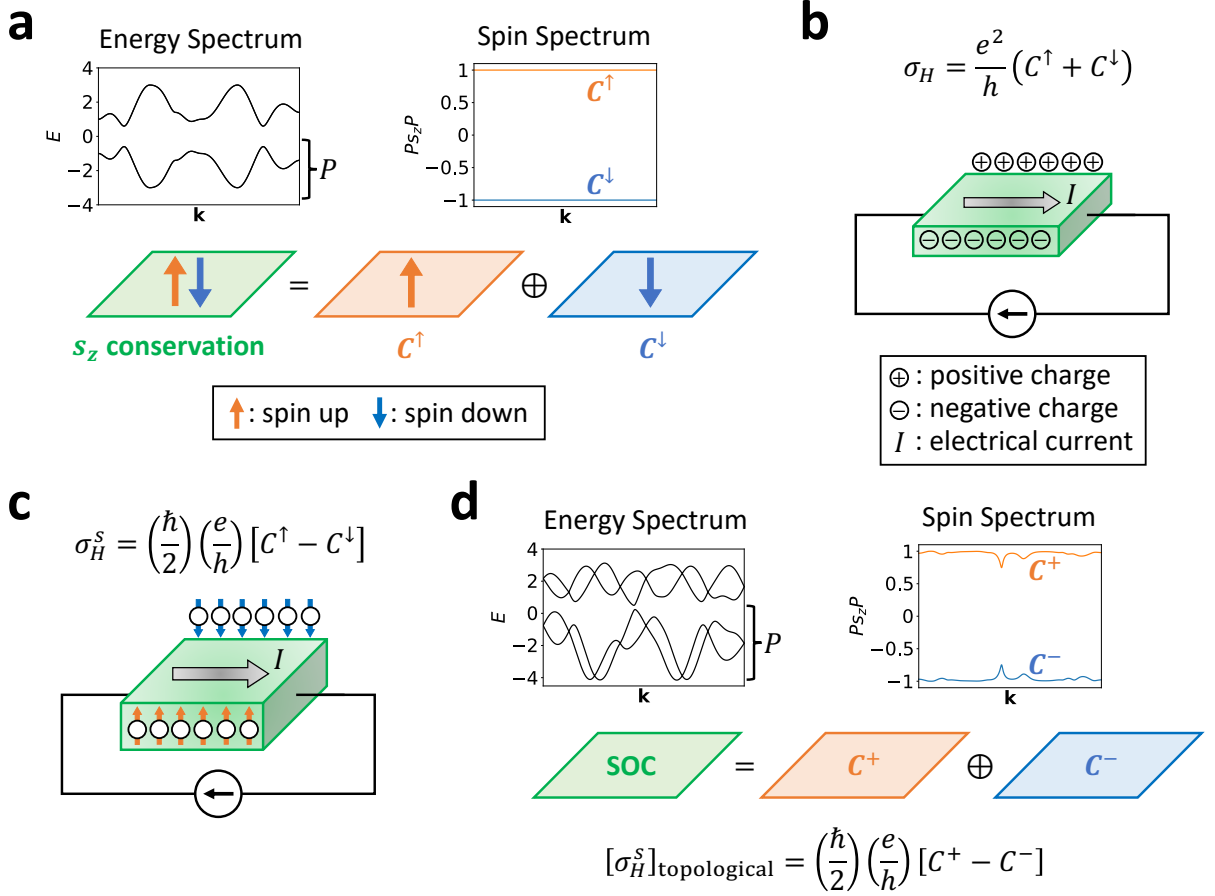 a
Energy Spectrum
4
2
0
−2
−4
E
k
P
Spin Spectrum
1
0.5
0
−0.5
−1
Ps_zP
C↑
C↓
k
=
⊕
s_z conservation
C↑
C↓
: spin up
: spin down
b
σ_H = e²/h (C↑ + C↓)
⊕⊕⊕⊕⊕⊕
I
⊖⊖⊖⊖⊖⊖
⊕ : positive charge
⊖ : negative charge
I : electrical current
c
σ_H^s = (ħ/2) (e/h) [C↑ − C↓]
I
d
Energy Spectrum
4
2
0
−2
−4
E
k
P
Spin Spectrum
1
0.5
0
−0.5
−1
Ps_zP
C⁺
C⁻
k
SOC
=
C⁺
⊕
C⁻
[σ_H^s]_topological = (ħ/2) (e/h) [C⁺ − C⁻]